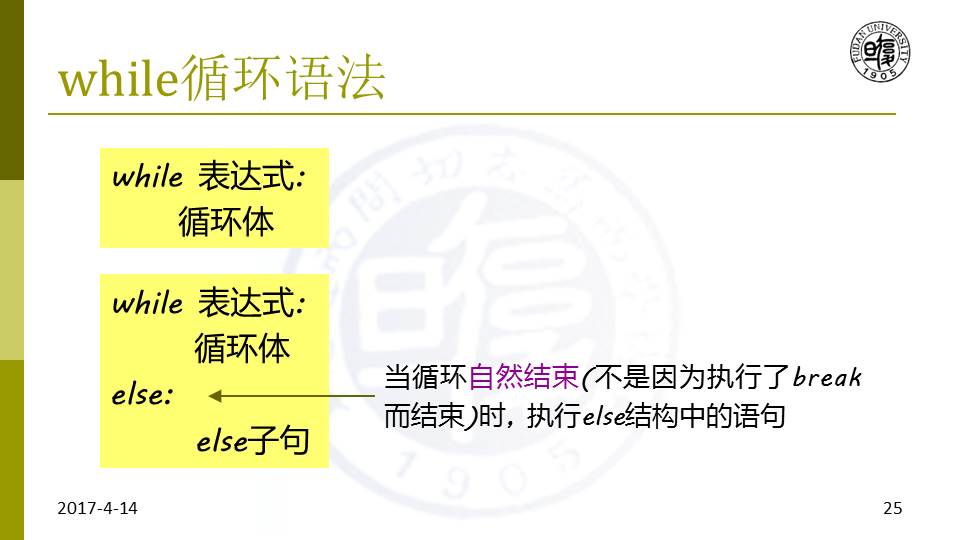 while循环语法
FUDAN UNIVERSITY
1905
while 表达式:
循环体
while 表达式:
循环体
else:
else子句
当循环自然结束(不是因为执行了break
而结束)时, 执行else结构中的语句
1905
2017-4-14
25